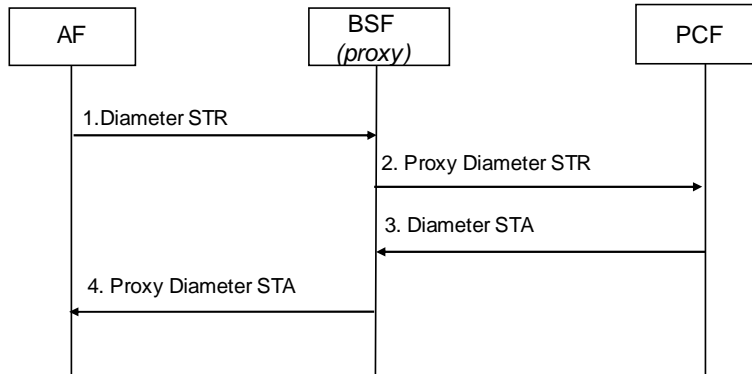 AF
BSF
(proxy)
PCF
1.Diameter STR
2. Proxy Diameter STR
3. Diameter STA
4. Proxy Diameter STA